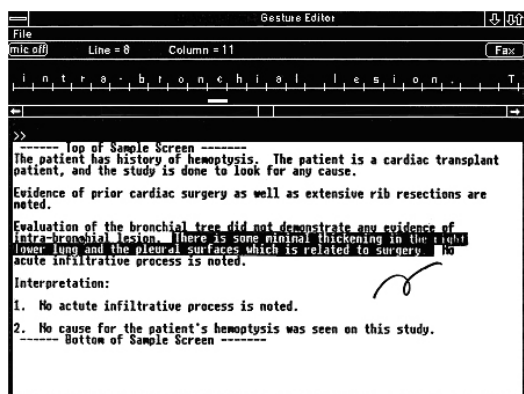 Gesture Editor
File
mic off Line = 8 Column = 11 Fax
intra-bronchial lesion. T
>>
------ Top of Sample Screen -------
The patient has history of hemoptysis. The patient is a cardiac transplant
patient, and the study is done to look for any cause.
Evidence of prior cardiac surgery as well as extensive rib resections are
noted.
Evaluation of the bronchial tree did not demonstrate any evidence of
intra-bronchial lesion. There is some minimal thickening in the right
lower lung and the pleural surfaces which is related to surgery. No
acute infiltrative process is noted.
Interpretation:
1. No actute infiltrative process is noted.
2. No cause for the patient's hemoptysis was seen on this study.
------ Bottom of Sample Screen -------